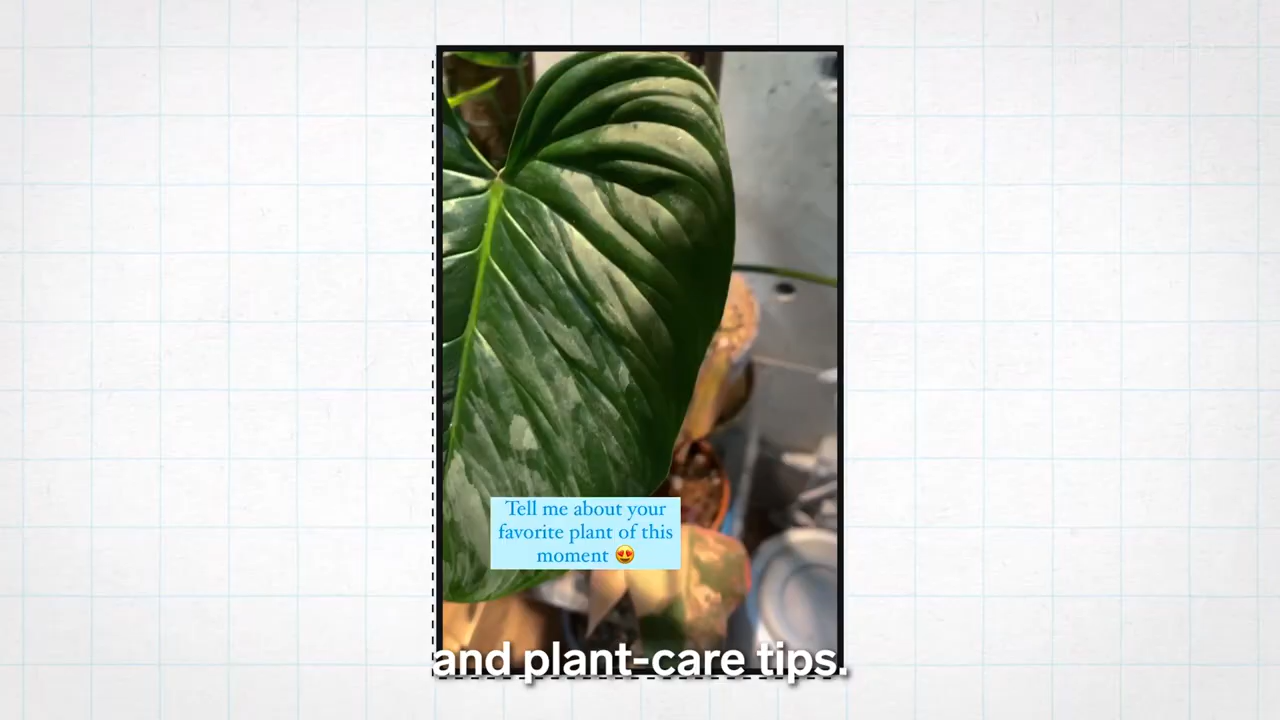 Tell me about your
favorite plant of this
moment 😍
and plant-care tips.